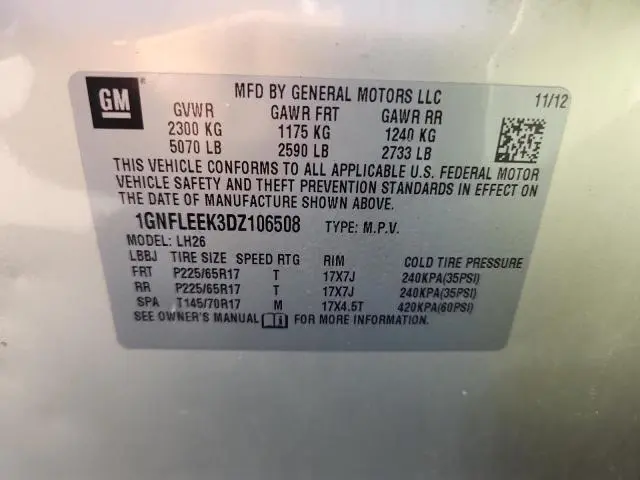 GM ®
MFD BY GENERAL MOTORS LLC 11/12
GVWR GAWR FRT GAWR RR
2300 KG 1175 KG 1240 KG
5070 LB 2590 LB 2733 LB
THIS VEHICLE CONFORMS TO ALL APPLICABLE U.S. FEDERAL MOTOR
VEHICLE SAFETY AND THEFT PREVENTION STANDARDS IN EFFECT ON
THE DATE OF MANUFACTURE SHOWN ABOVE.
1GNFLEEK3DZ106508 TYPE: M.P.V.
MODEL: LH26
LBBJ TIRE SIZE SPEED RTG RIM COLD TIRE PRESSURE
FRT P225/65R17 T 17X7J 240KPA(35PSI)
RR P225/65R17 T 17X7J 240KPA(35PSI)
SPA T145/70R17 M 17X4.5T 420KPA(60PSI)
SEE OWNER'S MANUAL FOR MORE INFORMATION.